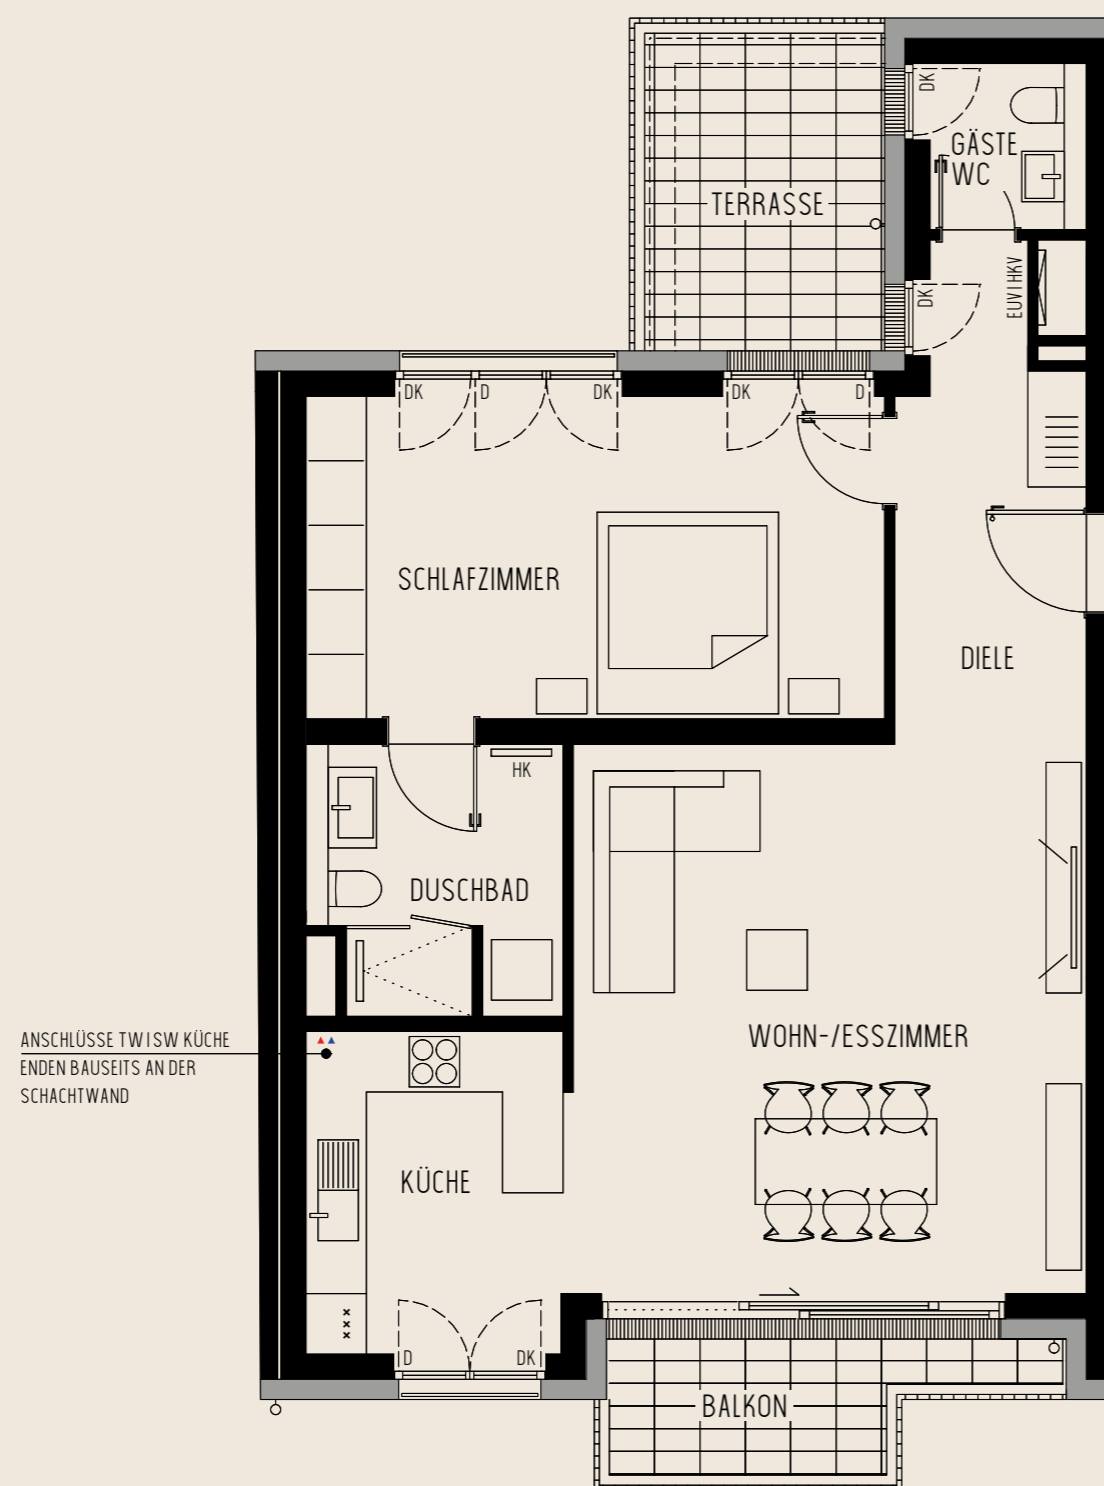 DK
GÄSTE
WC
TERRASSE
EUV I HKV
DK
DK
D
DK
DK
D
SCHLAFZIMMER
DIELE
HK
DUSCHBAD
ANSCHLÜSSE TW I SW KÜCHE
ENDEN BAUSEITS AN DER
SCHACHTWAND
WOHN-/ESSZIMMER
KÜCHE
D
DK
BALKON